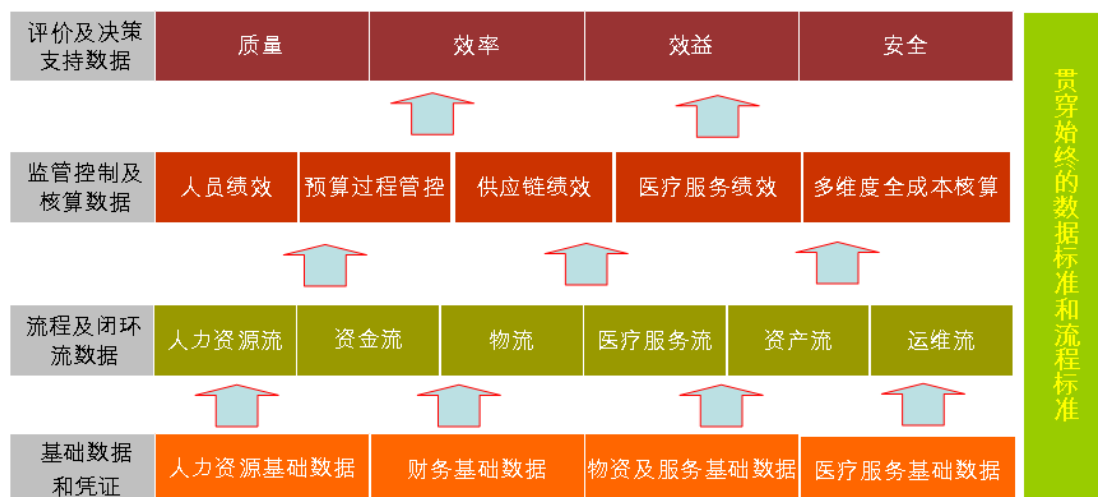 评价及决策
支持数据
质量
效率
效益
安全
监管控制及
核算数据
人员绩效
预算过程管控
供应链绩效
医疗服务绩效
多维度全成本核算
流程及闭环
流数据
人力资源流
资金流
物流
医疗服务流
资产流
运维流
基础数据
和凭证
人力资源基础数据
财务基础数据
物资及服务基础数据
医疗服务基础数据
贯穿始终的数据标准和流程标准